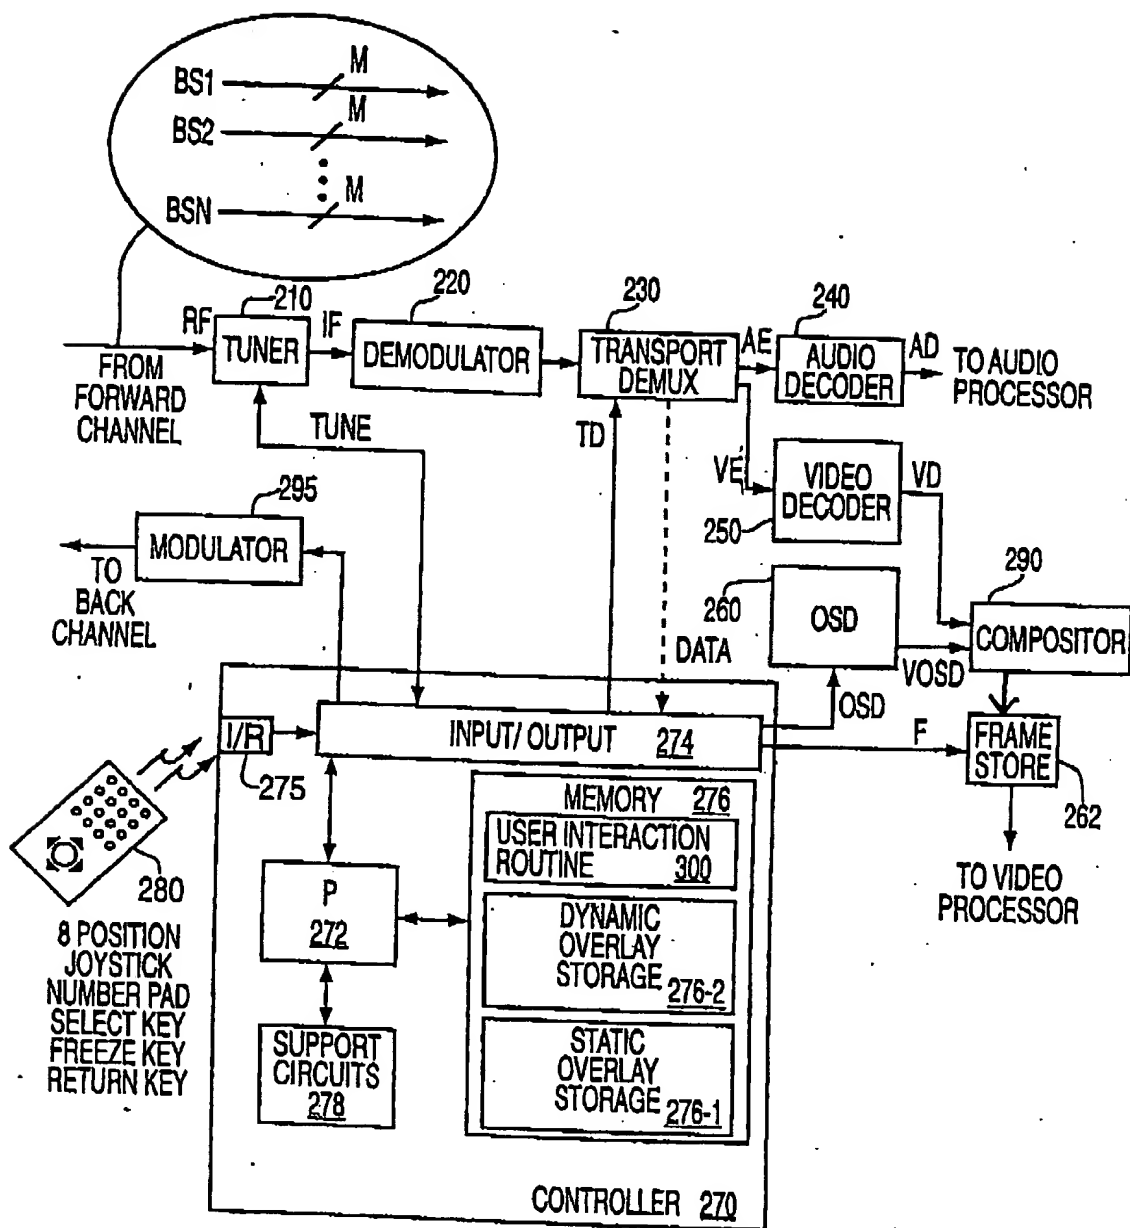 BS1
M
BS2
M
BSN
M
RF
210
TUNER
IF
220
DEMODULATOR
230
TRANSPORT
DEMUX
AE
240
AUDIO
DECODER
AD
TO AUDIO
PROCESSOR
FROM
FORWARD
CHANNEL
TUNE
TD
VE
VIDEO
DECODER
250
VD
295
MODULATOR
TO
BACK
CHANNEL
260
OSD
290
COMPOSITOR
VOSD
DATA
OSD
F
FRAME
STORE
262
TO VIDEO
PROCESSOR
I/R
275
INPUT/OUTPUT 274
280
8 POSITION
JOYSTICK
NUMBER PAD
SELECT KEY
FREEZE KEY
RETURN KEY
P
272
SUPPORT
CIRCUITS
278
MEMORY 276
USER INTERACTION
ROUTINE 300
DYNAMIC
OVERLAY
STORAGE
276-2
STATIC
OVERLAY
STORAGE
276-1
CONTROLLER 270